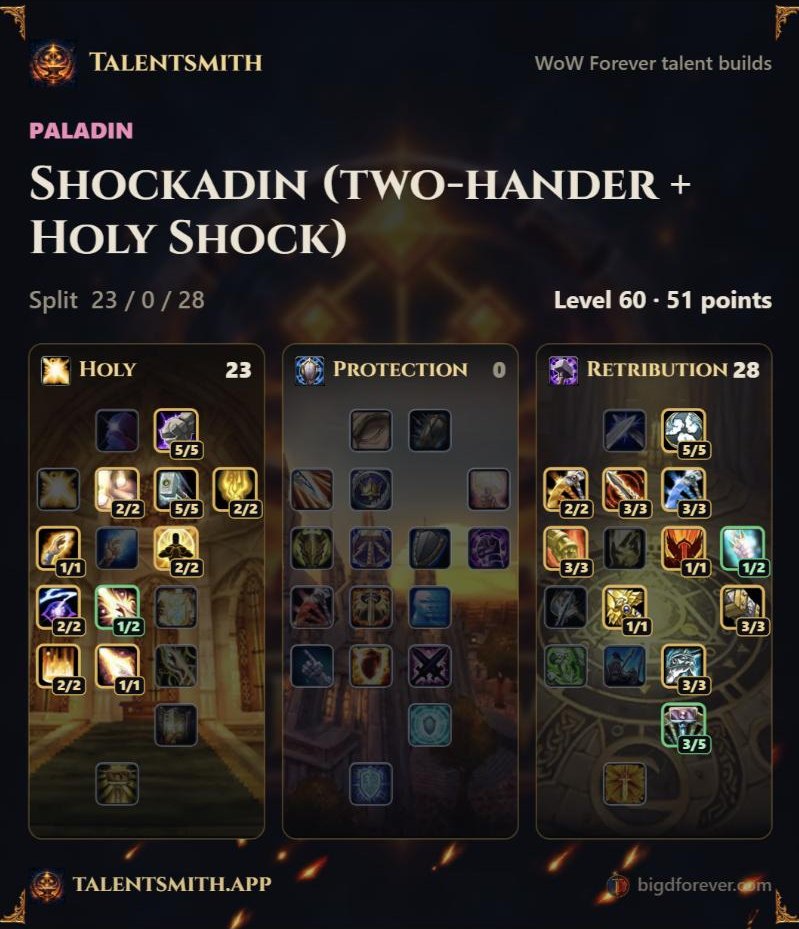 TALENTSMITH
WoW Forever talent builds
PALADIN
SHOCKADIN (TWO-HANDER +
HOLY SHOCK)
Split 23 / 0 / 28
Level 60 · 51 points
HOLY 23
PROTECTION 0
RETRIBUTION 28
5/5
5/5
2/2 5/5 2/2
2/2 3/3 3/3
1/1 2/2
3/3 1/1 1/2
2/2 1/2
1/1 3/3
2/2 1/1
3/3
3/5
TALENTSMITH.APP
bigdforever.com